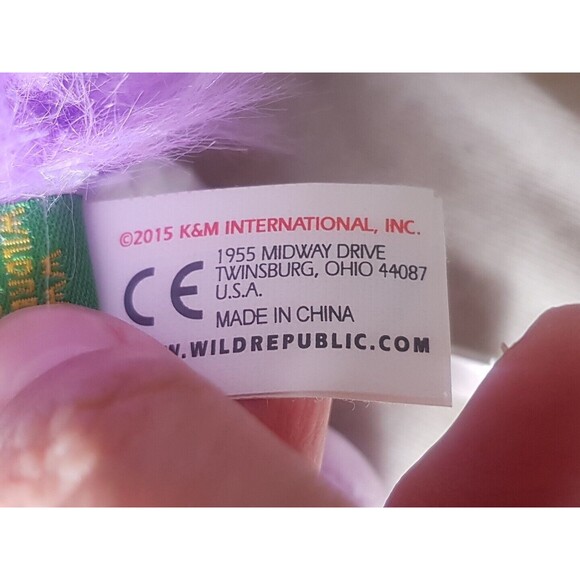 ©2015 K&M INTERNATIONAL, INC.
1955 MIDWAY DRIVE
TWINSBURG, OHIO 44087
U.S.A.
CE
MADE IN CHINA
.WILDREPUBLIC.COM